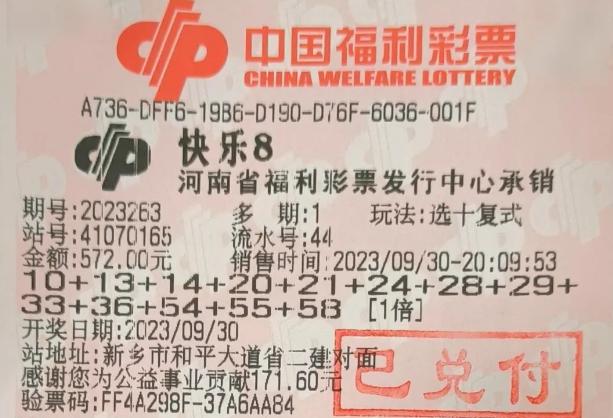 中国福利彩票
CHINA WELFARE LOTTERY
A736-DFF6-19B6-D190-D76F-6036-001F
快乐8
河南省福利彩票发行中心承销
期号:2023263 多 期:1 玩法:选十复式
站号:41070165 流水号:44
金额:572.00元 销售时间:2023/09/30-20:09:53
10+13+14+20+21+24+28+29+
33+36+54+55+58 [1倍]
开奖日期:2023/09/30
站地址:新乡市和平大道省二建对面
感谢您为公益事业贡献171.60元
验票码:FF4A298F-37A6AA84
已兑付